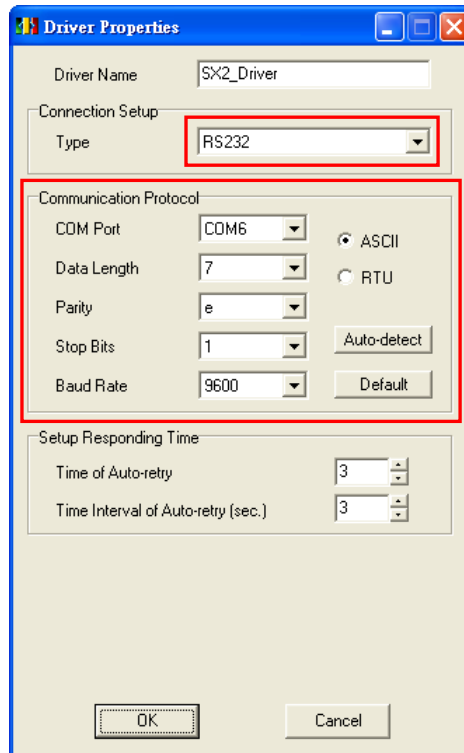 Driver Properties
Driver Name SX2_Driver
Connection Setup
Type RS232
Communication Protocol
COM Port COM6 ASCII
Data Length 7 RTU
Parity e
Stop Bits 1 Auto-detect
Baud Rate 9600 Default
Setup Responding Time
Time of Auto-retry 3
Time Interval of Auto-retry (sec.) 3
OK Cancel